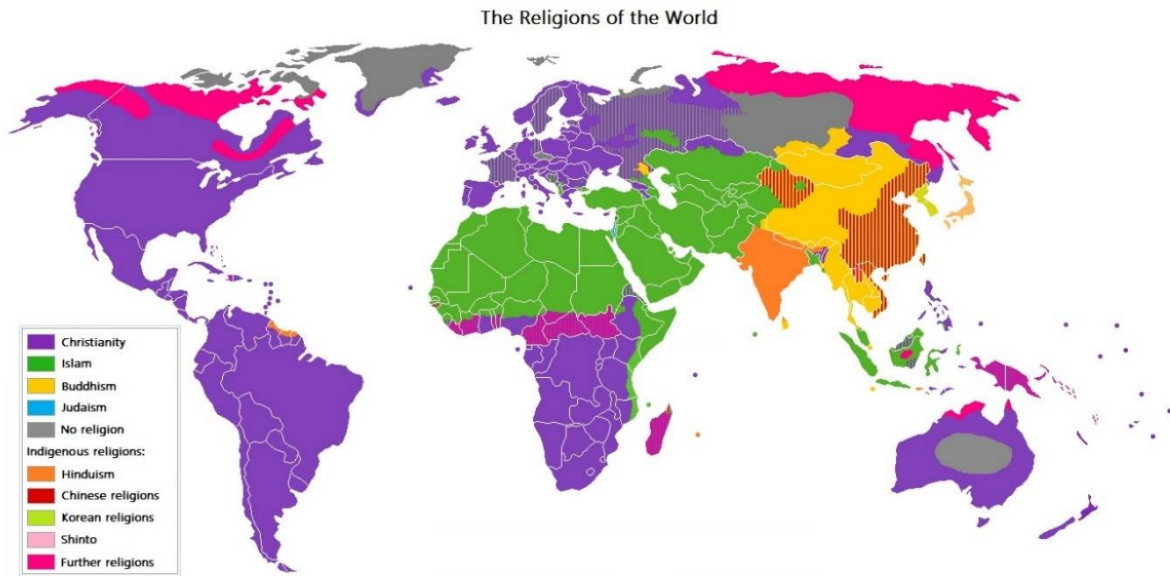 The Religions of the World
Christianity
Islam
Buddhism
Judaism
No religion
Indigenous religions:
Hinduism
Chinese religions
Korean religions
Shinto
Further religions